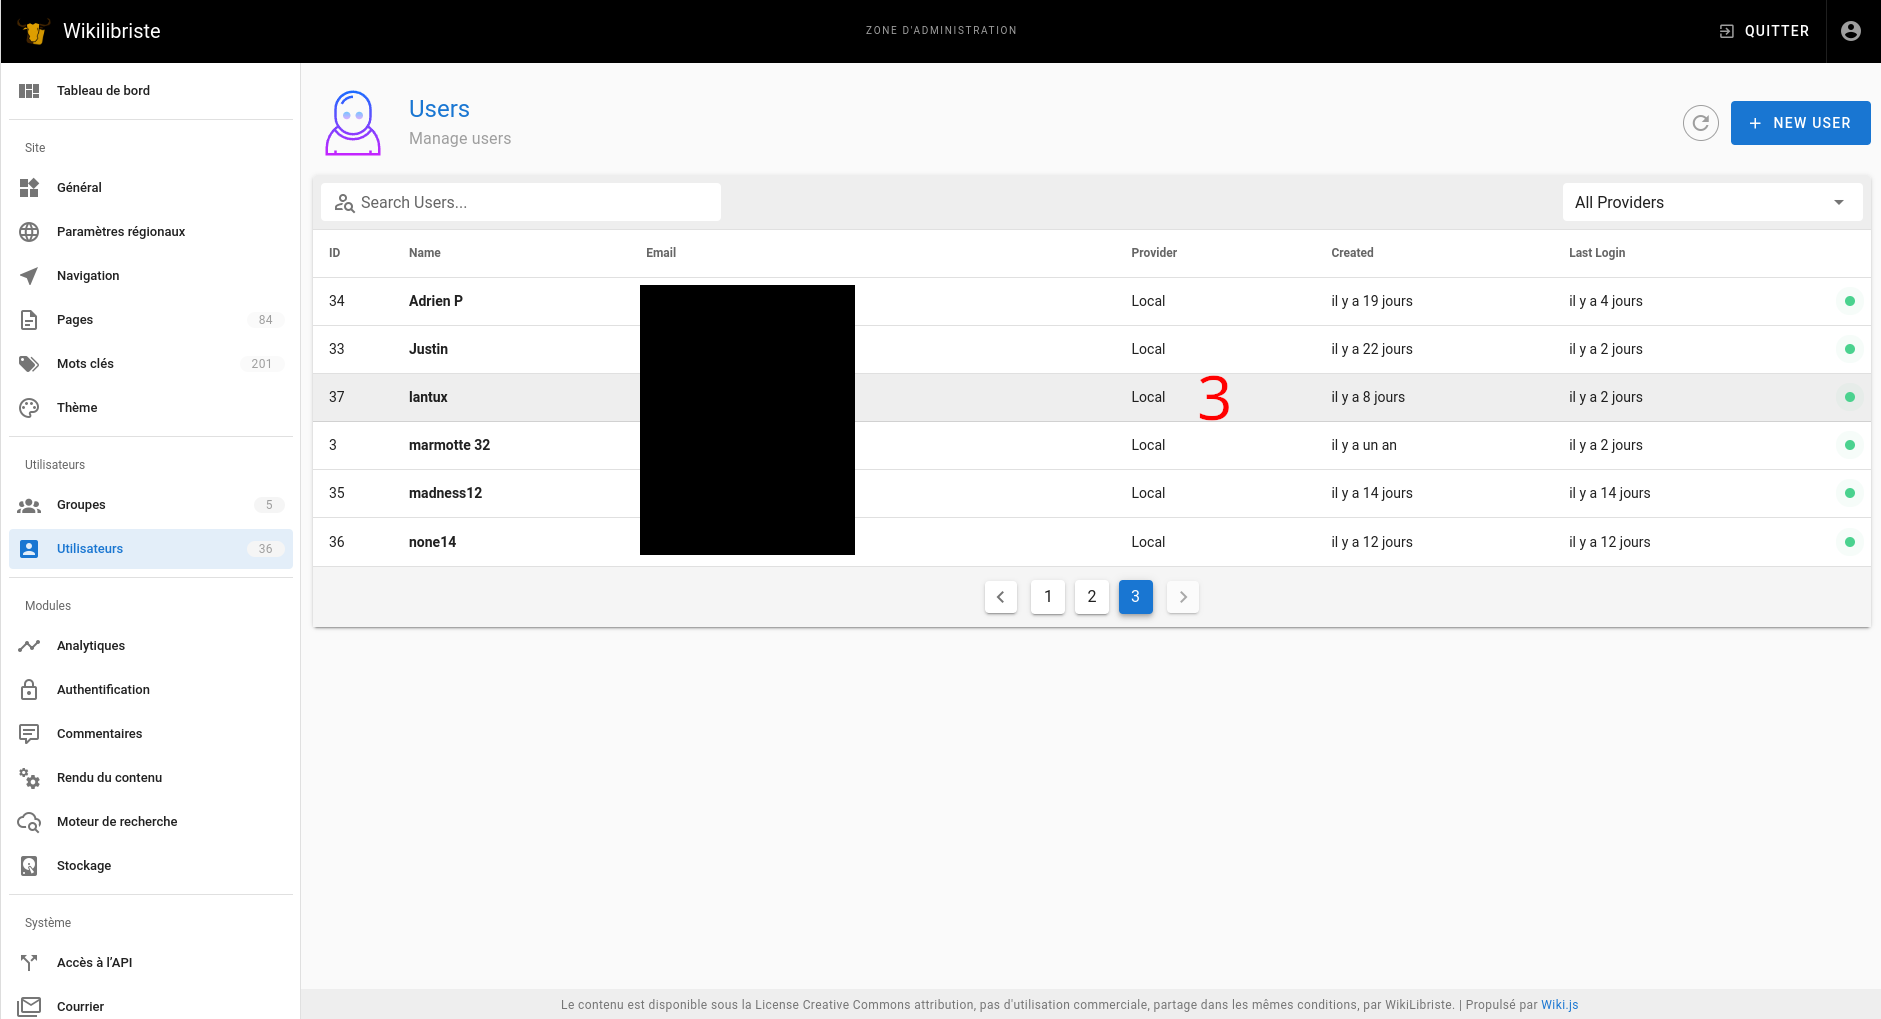 Wikilibriste
ZONE D'ADMINISTRATION
QUITTER
Tableau de bord
Site
Général
Paramètres régionaux
Navigation
Pages 84
Mots clés 201
Thème
Utilisateurs
Groupes 5
Utilisateurs 36
Modules
Analytiques
Authentification
Commentaires
Rendu du contenu
Moteur de recherche
Stockage
Système
Accès à l'API
Courrier
Users
Manage users
NEW USER
Search Users...
All Providers
ID Name Email Provider Created Last Login
34 Adrien P Local il y a 19 jours il y a 4 jours
33 Justin Local il y a 22 jours il y a 2 jours
37 lantux Local 3 il y a 8 jours il y a 2 jours
3 marmotte 32 Local il y a un an il y a 2 jours
35 madness12 Local il y a 14 jours il y a 14 jours
36 none14 Local il y a 12 jours il y a 12 jours
1 2 3
Le contenu est disponible sous la License Creative Commons attribution, pas d'utilisation commerciale, partage dans les mêmes conditions, par WikiLibriste. | Propulsé par Wiki.js